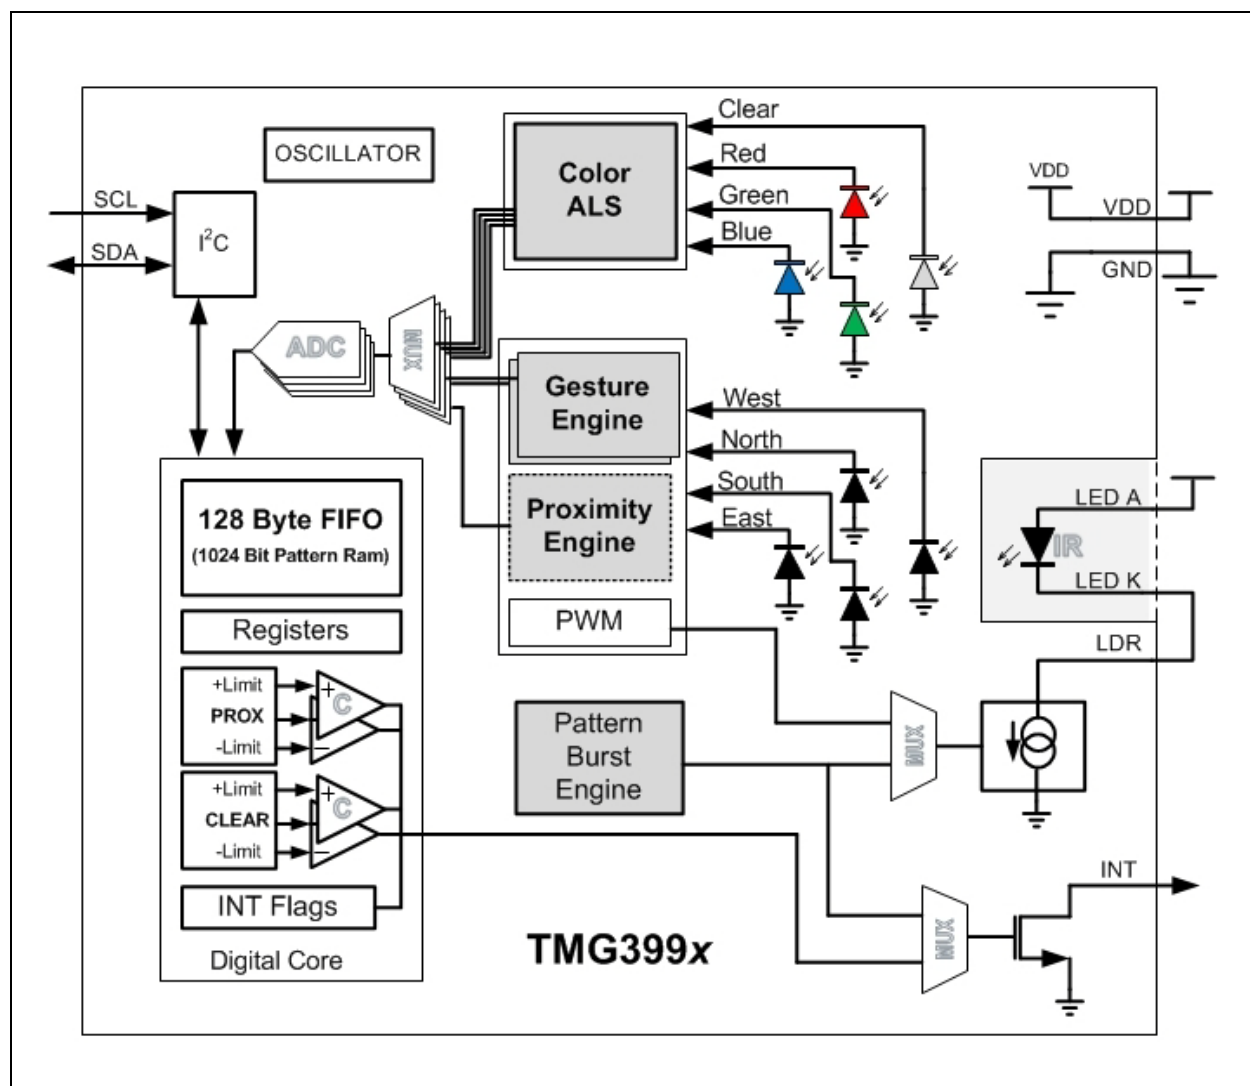 OSCILLATOR
SCL
SDA
I²C
Color
ALS
Clear
Red
Green
Blue
VDD
VDD
GND
ADC
MUX
Gesture
Engine
West
North
South
East
Proximity
Engine
PWM
128 Byte FIFO
(1024 Bit Pattern Ram)
Registers
+Limit
PROX
-Limit
+
C
−
+Limit
CLEAR
-Limit
+
C
−
INT Flags
Digital Core
Pattern
Burst
Engine
MUX
LED A
IR
LED K
LDR
INT
MUX
TMG399x